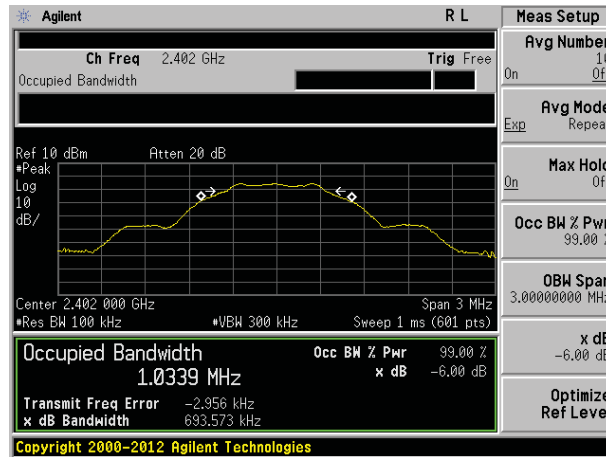 Agilent R L Meas Setup
Avg Number
Ch Freq 2.402 GHz Trig Free
On
Occupied Bandwidth
Avg Mode
Exp Repea
Ref 10 dBm Atten 20 dB
#Peak
Log
10
dB/
Max Hold
On
Occ BW % Pwr
99.00 %
OBW Span
3.00000000 MHz
Center 2.402 000 GHz Span 3 MHz
#Res BW 100 kHz #VBW 300 kHz Sweep 1 ms (601 pts)
x dB
-6.00 dB
Occupied Bandwidth Occ BW % Pwr 99.00 %
1.0339 MHz x dB -6.00 dB
Transmit Freq Error -2.956 kHz
x dB Bandwidth 693.573 kHz
Optimize
Ref Leve
Copyright 2000-2012 Agilent Technologies